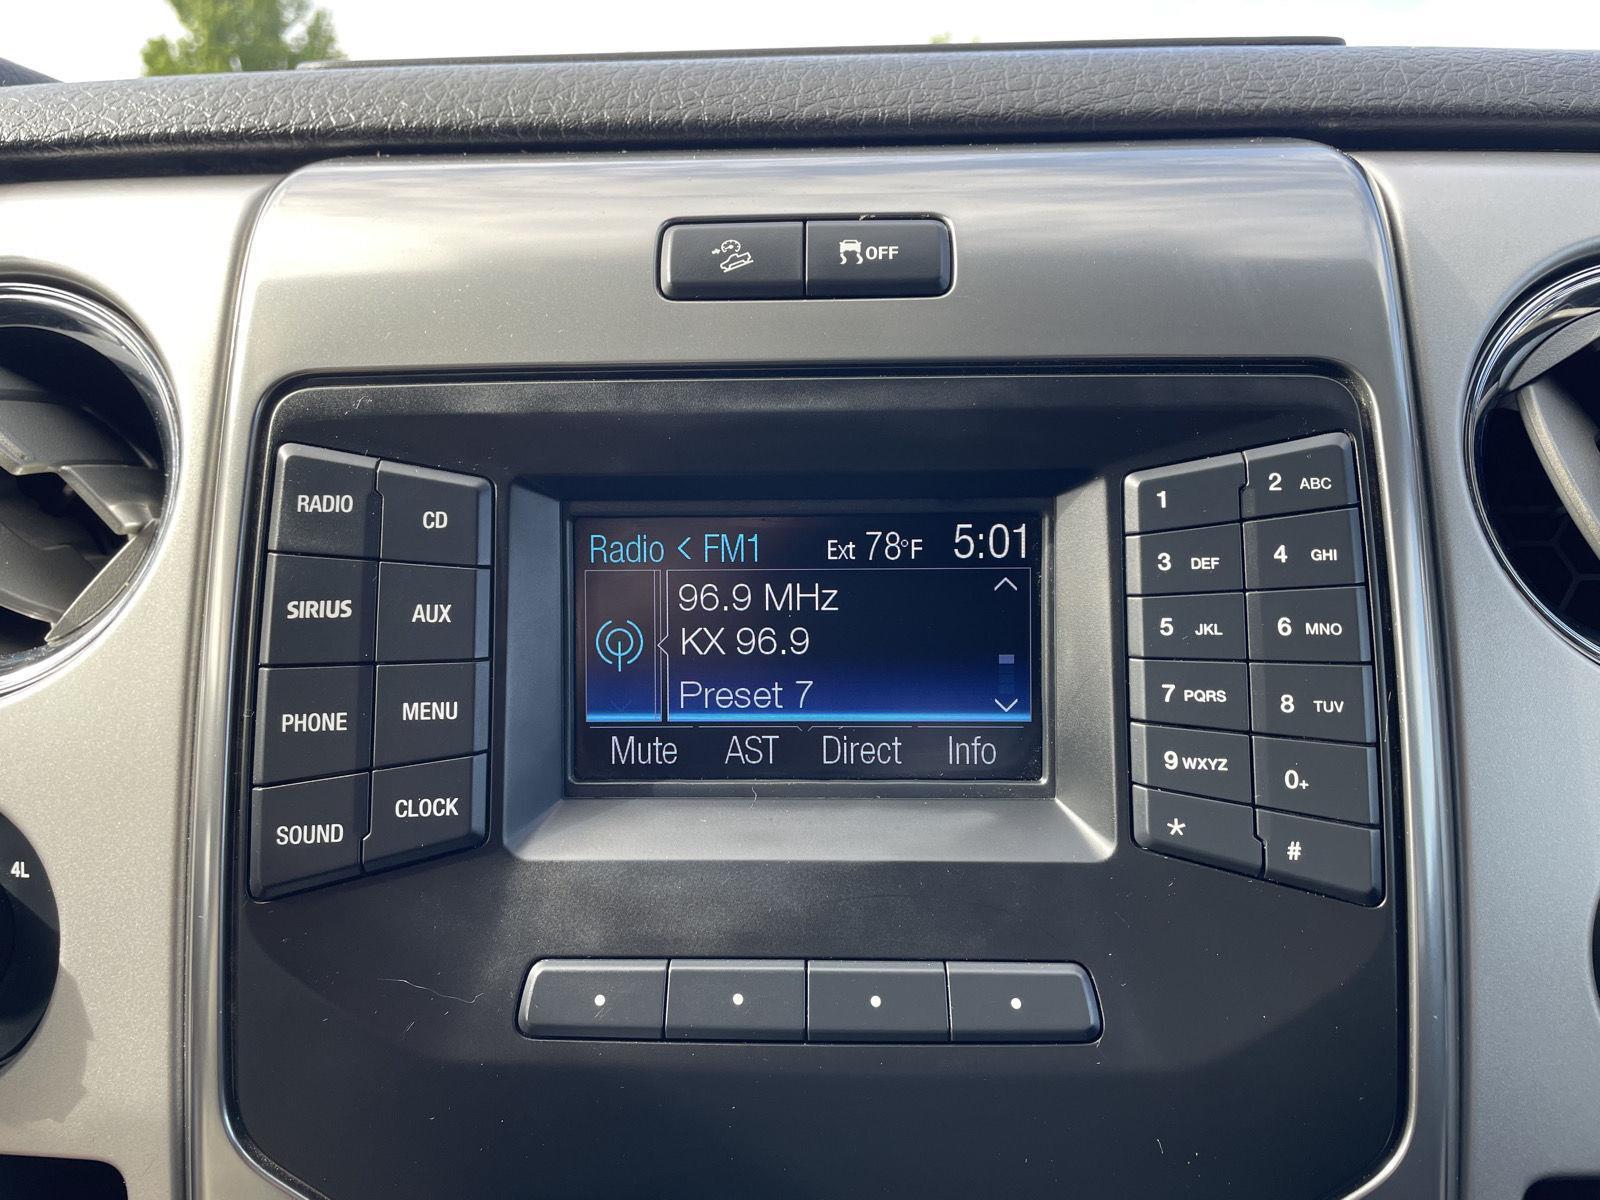 OFF
RADIO
CD
SIRIUS
AUX
PHONE
MENU
SOUND
CLOCK
Radio < FM1 Ext 78°F 5:01
96.9 MHz
KX 96.9
Preset 7
Mute AST Direct Info
1
2 ABC
3 DEF
4 GHI
5 JKL
6 MNO
7 PQRS
8 TUV
9 WXYZ
0+
*
#
4L